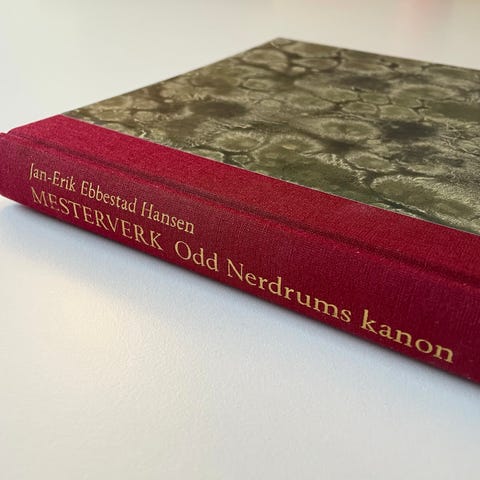 Jan-Erik Ebbestad Hansen
MESTERVERK Odd Nerdrums kanon